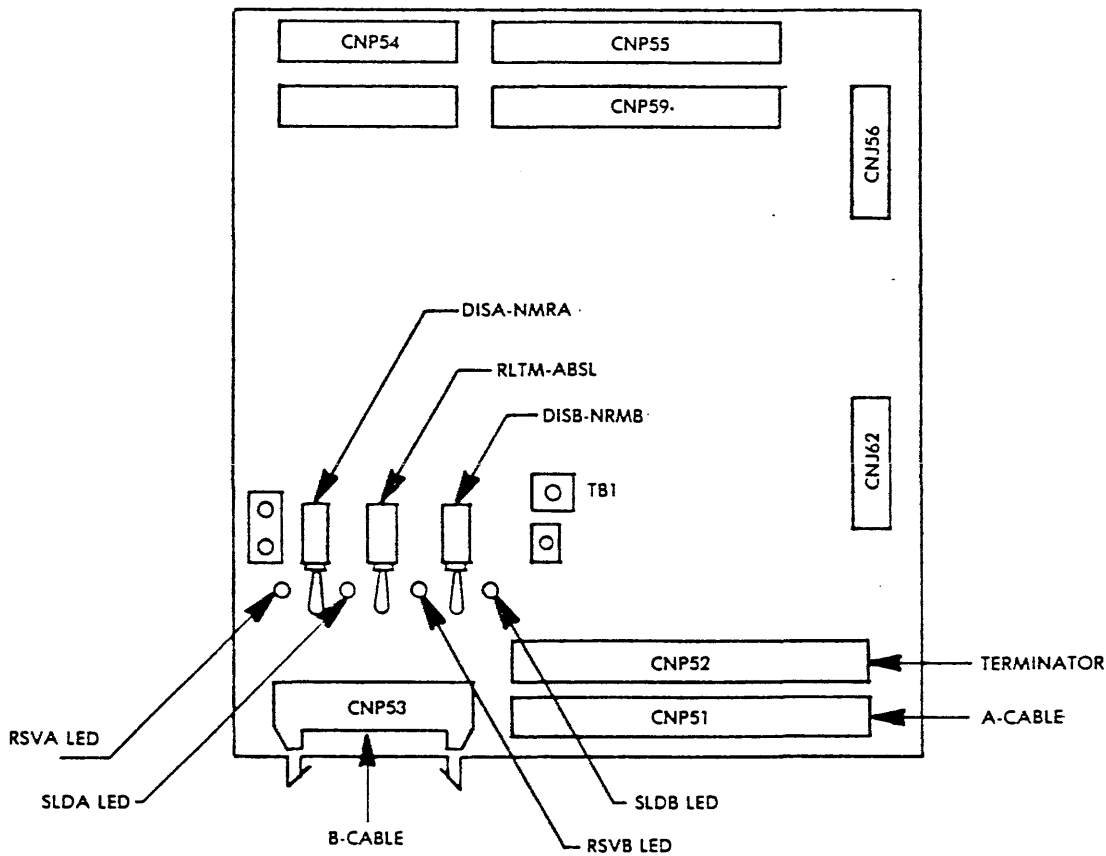 CNP54
CNP55
CNP59.
CNJ56
DISA-NMRA
RLTM-ABSL
DISB-NRMB
CNJ62
TB1
CNP52
TERMINATOR
CNP53
CNP51
A-CABLE
RSVA LED
SLDA LED
SLDB LED
B-CABLE
RSVB LED